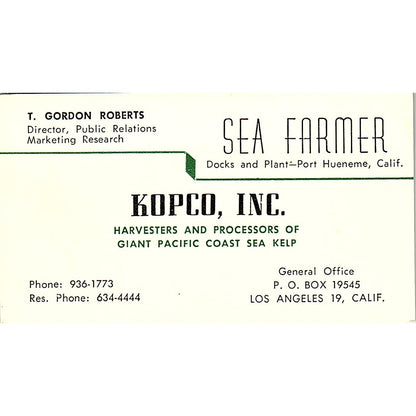 T. GORDON ROBERTS
Director, Public Relations
Marketing Research
SEA FARMER
Docks and Plant—Port Hueneme, Calif.
KOPCO, INC.
HARVESTERS AND PROCESSORS OF
GIANT PACIFIC COAST SEA KELP
Phone: 936-1773
Res. Phone: 634-4444
General Office
P. O. BOX 19545
LOS ANGELES 19, CALIF.